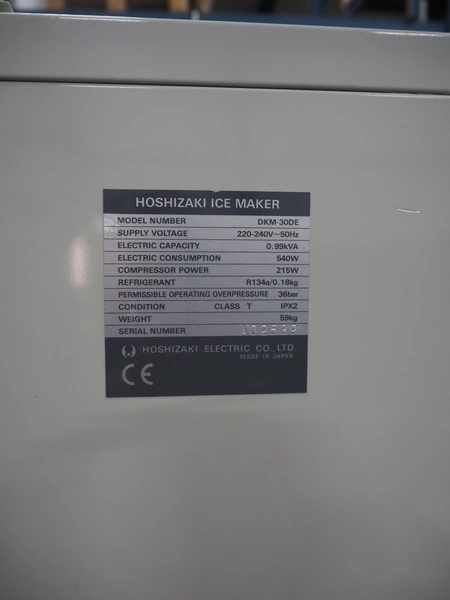 HOSHIZAKI ICE MAKER
MODEL NUMBER DKM-30DE
SUPPLY VOLTAGE 220-240V~50Hz
ELECTRIC CAPACITY 0.99kVA
ELECTRIC CONSUMPTION 540W
COMPRESSOR POWER 215W
REFRIGERANT R134a/0.18kg
PERMISSIBLE OPERATING OVERPRESSURE 36bar
CONDITION CLASS T IPX2
WEIGHT 59kg
SERIAL NUMBER A02539
HOSHIZAKI ELECTRIC CO., LTD.
MADE IN JAPAN
CE